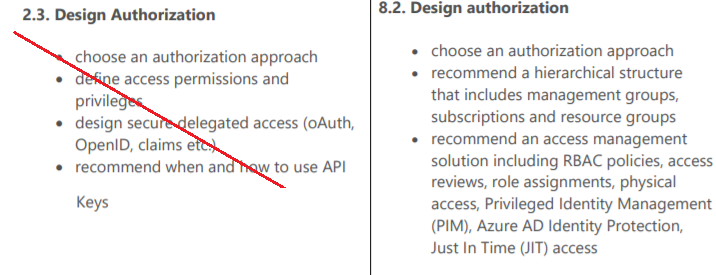 2.3. Design Authorization
• choose an authorization approach
• define access permissions and
privileges
• design secure delegated access (oAuth,
OpenID, claims etc.)
• recommend when and how to use API
Keys
8.2. Design authorization
• choose an authorization approach
• recommend a hierarchical structure
that includes management groups,
subscriptions and resource groups
• recommend an access management
solution including RBAC policies, access
reviews, role assignments, physical
access, Privileged Identity Management
(PIM), Azure AD Identity Protection,
Just In Time (JIT) access